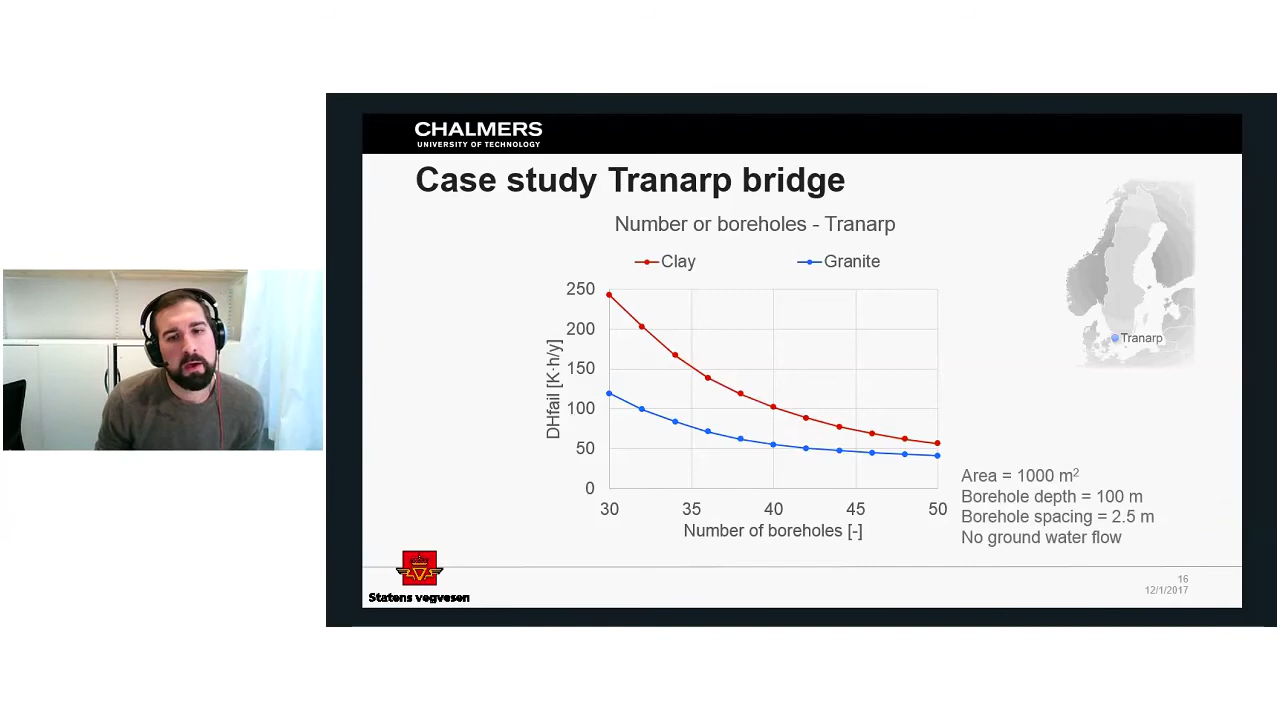 CHALMERS
UNIVERSITY OF TECHNOLOGY
Case study Tranarp bridge
Number or boreholes - Tranarp
Clay
Granite
250
200
150
100
50
0
DHfail [K·h/y]
30
35
40
45
50
Number of boreholes [-]
Tranarp
Area = 1000 m²
Borehole depth = 100 m
Borehole spacing = 2.5 m
No ground water flow
Statens vegvesen
16
12/1/2017